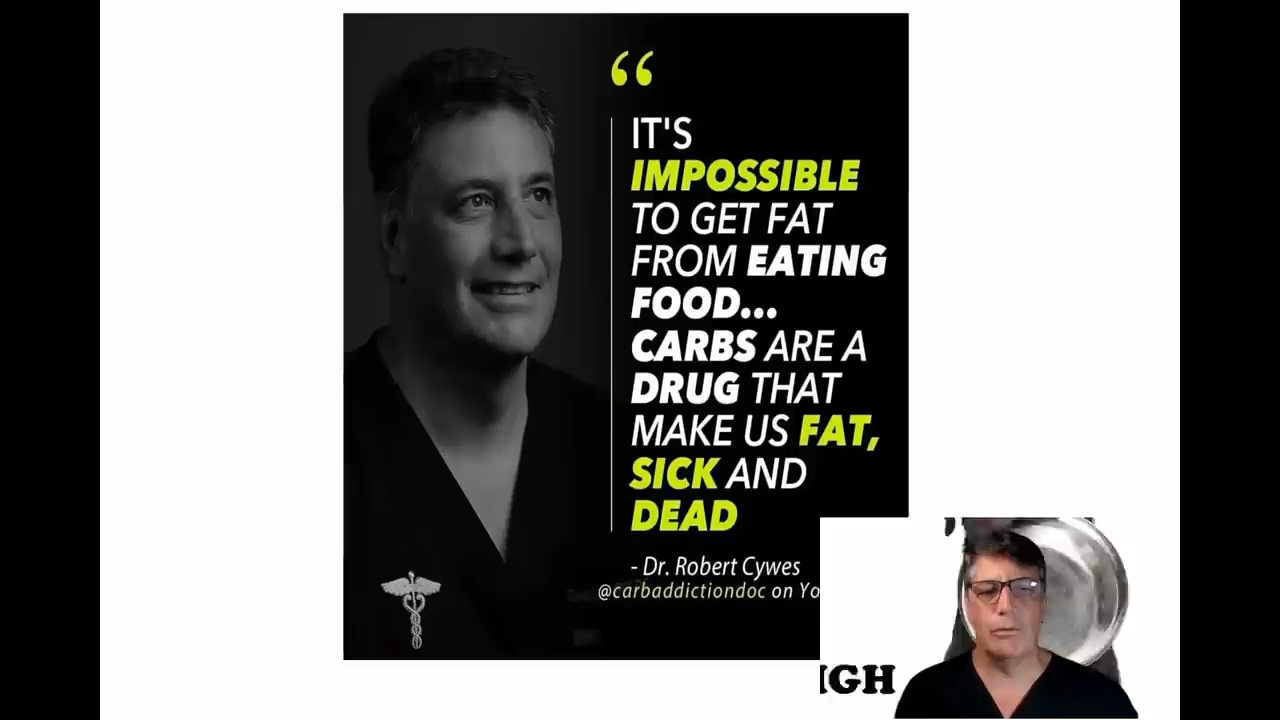 “
IT'S
IMPOSSIBLE
TO GET FAT
FROM EATING
FOOD...
CARBS ARE A
DRUG THAT
MAKE US FAT,
SICK AND
DEAD
- Dr. Robert Cywes
@carbaddictiondoc on Yo
IGH